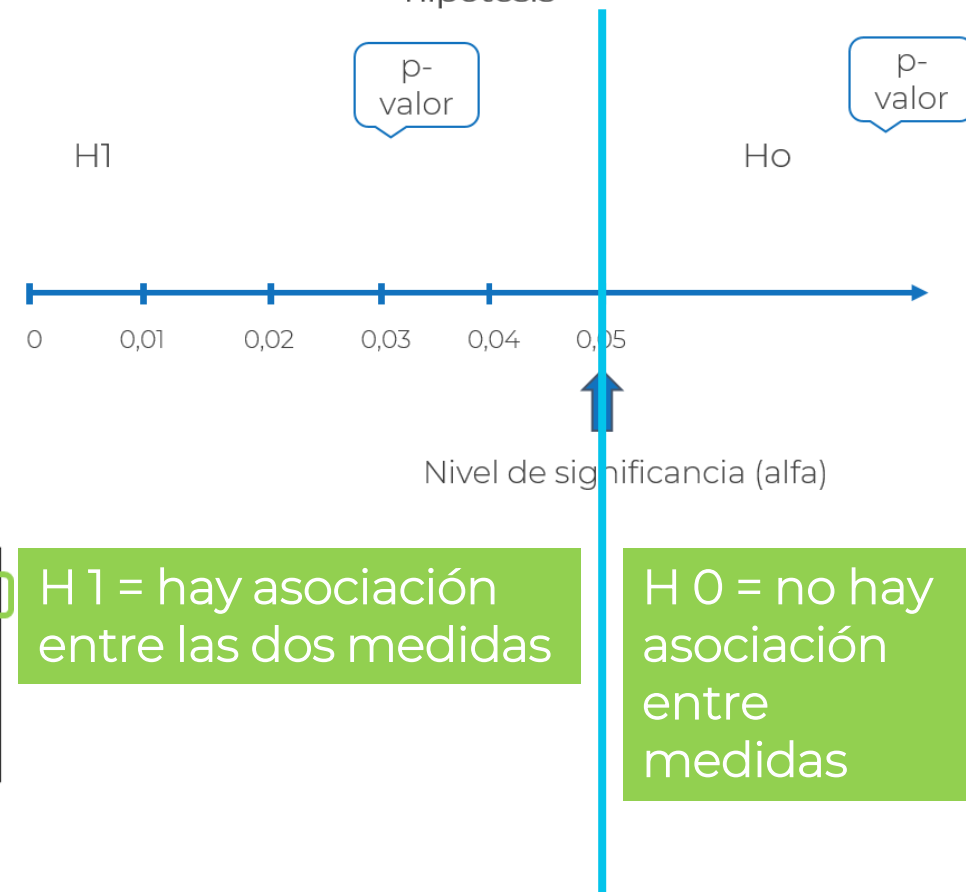 p-
valor
p-
valor
H1
Ho
0
0,01
0,02
0,03
0,04
0,05
Nivel de significancia (alfa)
H 1 = hay asociación
entre las dos medidas
H 0 = no hay
asociación
entre
medidas